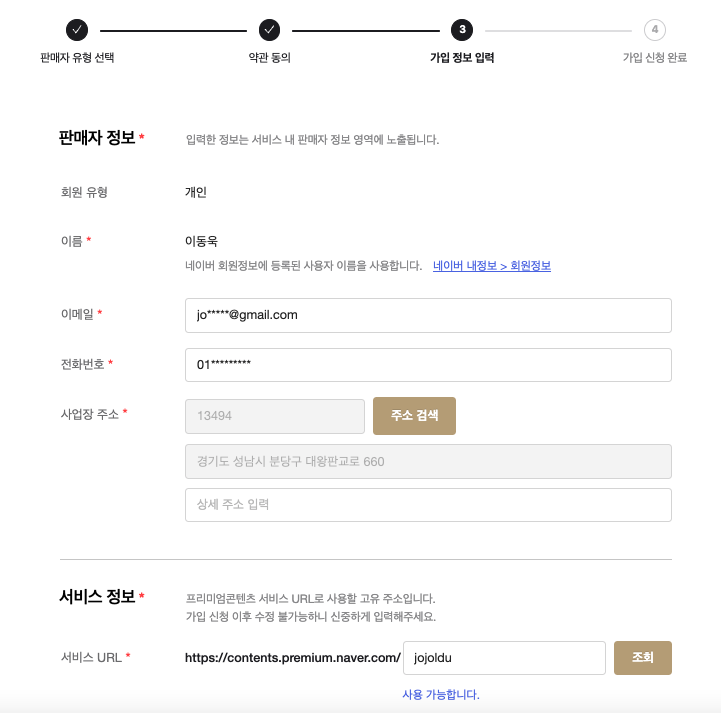 3 4
판매자 유형 선택 약관 동의 가입 정보 입력 가입 신청 완료
판매자 정보 * 입력한 정보는 서비스 내 판매자 정보 영역에 노출됩니다.
회원 유형 개인
이름 * 이동욱
네이버 회원정보에 등록된 사용자 이름을 사용합니다. 네이버 내정보 > 회원정보
이메일 * jo*****@gmail.com
전화번호 * 01*********
사업장 주소 * 13494 주소 검색
경기도 성남시 분당구 대왕판교로 660
상세 주소 입력
서비스 정보 * 프리미엄콘텐츠 서비스 URL로 사용할 고유 주소입니다.
가입 신청 이후 수정 불가능하니 신중하게 입력해주세요.
서비스 URL * https://contents.premium.naver.com/ jojoldu 조회
사용 가능합니다.